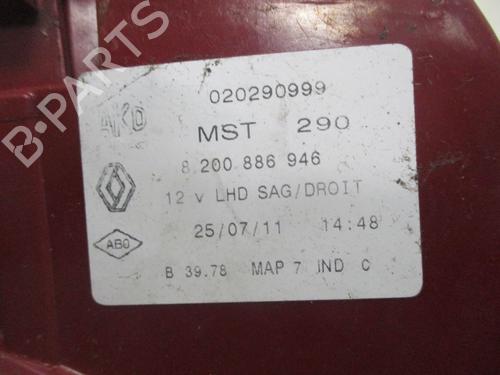 020290999
AKO
MST 290
8 200 886 946
12 v LHD SAG/DROIT
25/07/11 14:48
ABO
B 39.78 MAP 7 IND C
B-PARTS